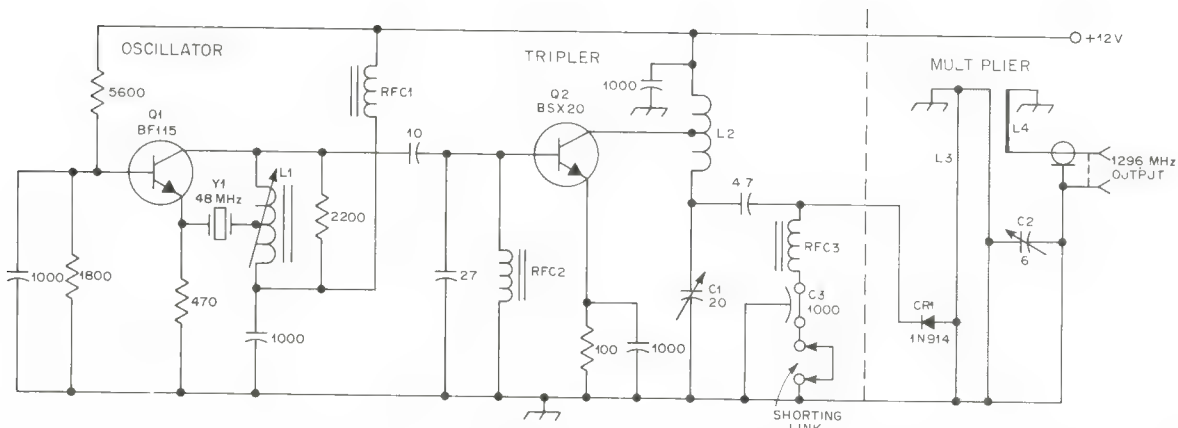 OSCILLATOR
TRIPLER
MULT PLIER
+12V
5600
RFC1
1000
Q1
BF115
Q2
BSX20
10
L2
L4
L3
Y1
48 MHz
L1
2200
1296 MHz
OUTPUT
47
RFC3
C2
6
1000
1800
470
1000
27
RFC2
100
1000
C1
20
C3
1000
CR1
1N914
SHORTING
LINK